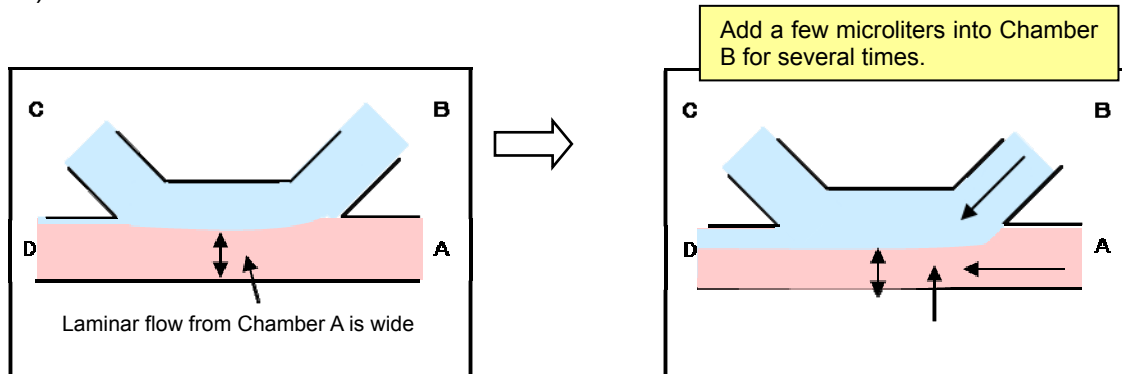 Add a few microliters into Chamber
B for several times.
C
B
D
A
Laminar flow from Chamber A is wide
C
B
D
A